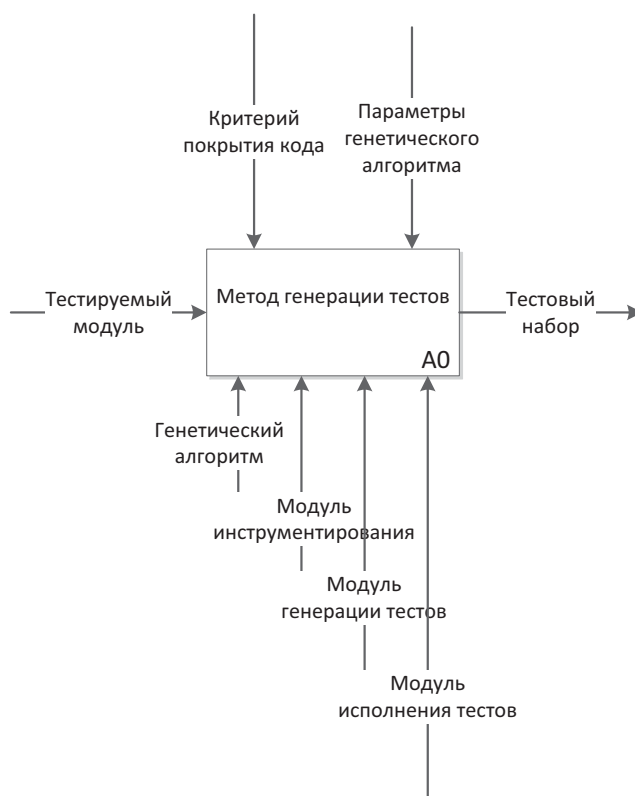 Критерий
покрытия кода
Параметры
генетического
алгоритма
Тестируемый
модуль
Метод генерации тестов
A0
Тестовый
набор
Генетический
алгоритм
Модуль
инструментирования
Модуль
генерации тестов
Модуль
исполнения тестов